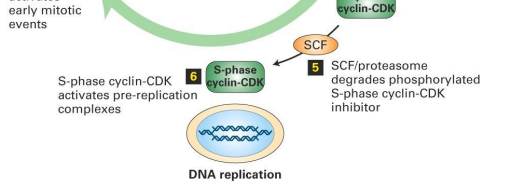 early mitotic
events
cyclin-CDK
SCF
5
SCF/proteasome
degrades phosphorylated
S-phase cyclin-CDK
inhibitor
S-phase
cyclin-CDK
6
S-phase cyclin-CDK
activates pre-replication
complexes
DNA replication